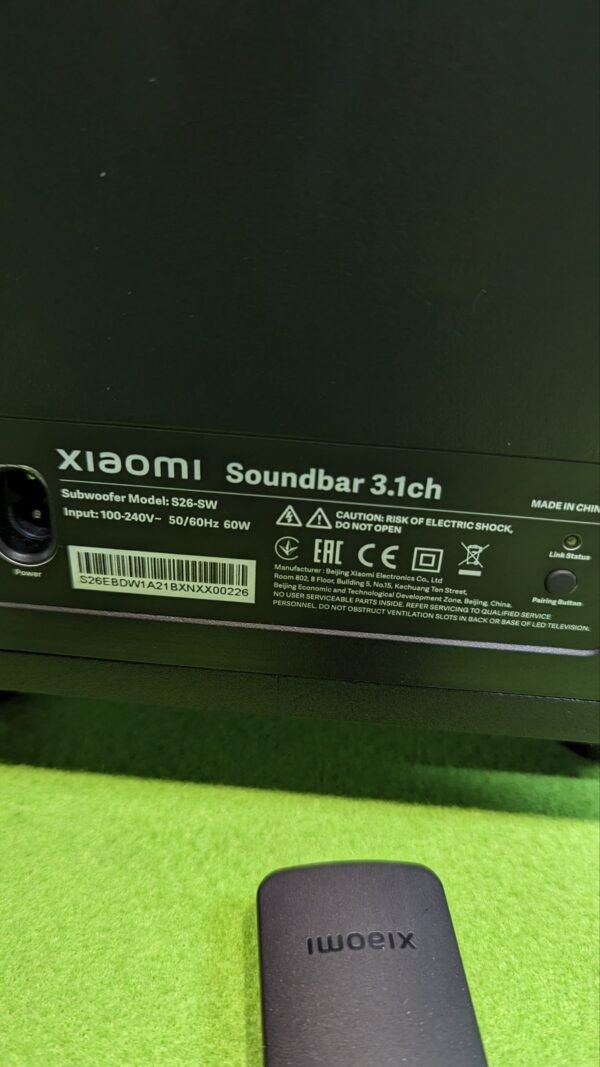 xıaomı Soundbar 3.1ch
Subwoofer Model: S26-SW
Input: 100-240V~ 50/60Hz 60W
Power
S26EBDW1A21BXNXX00226
CAUTION: RISK OF ELECTRIC SHOCK,
DO NOT OPEN
EAC CE
Manufacturer : Beijing Xiaomi Electronics Co., Ltd
Room 802, 8 Floor, Building 5, No.15, Kechuang Ten Street,
Beijing Economic and Technological Development Zone, Beijing, China.
NO USER SERVICEABLE PARTS INSIDE. REFER SERVICING TO QUALIFIED SERVICE
PERSONNEL. DO NOT OBSTRUCT VENTILATION SLOTS IN BACK OR BASE OF LED TELEVISION.
MADE IN CHIN
Link Status
Pairing Button
xıaomı